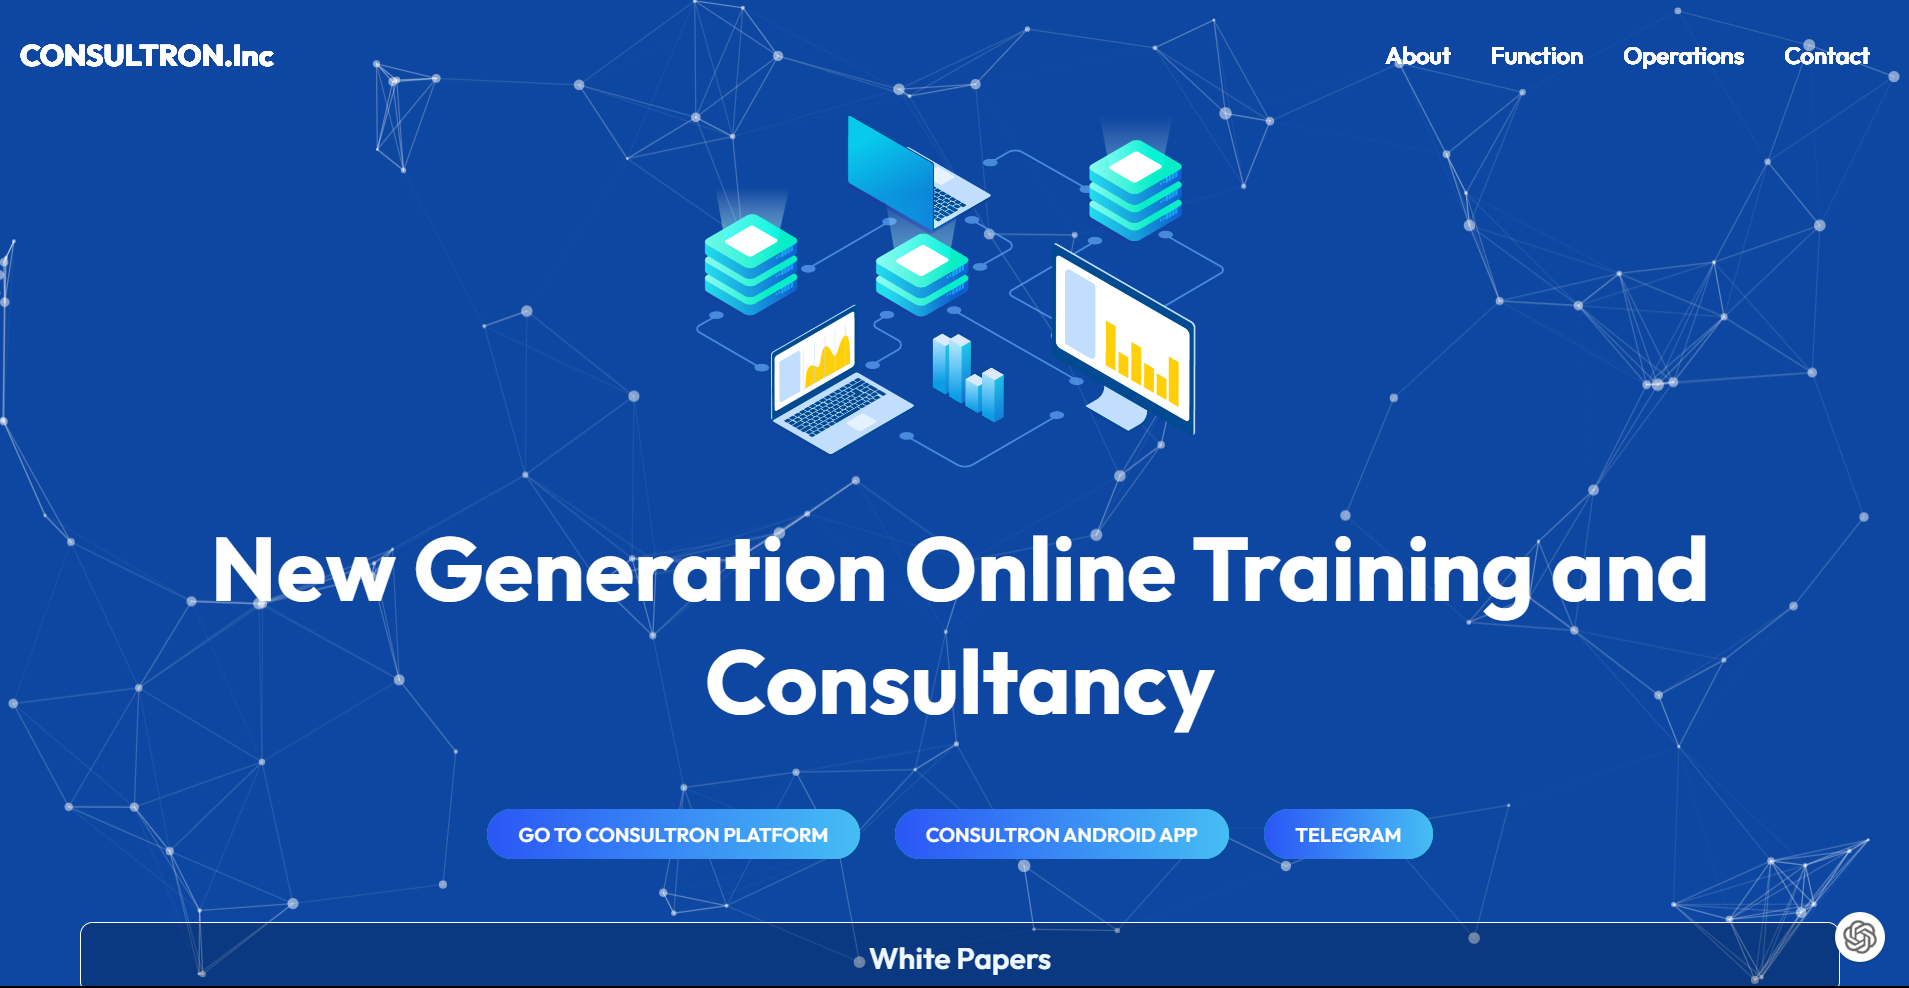 CONSULTRON.Inc
About Function Operations Contact
New Generation Online Training and
Consultancy
GO TO CONSULTRON PLATFORM
CONSULTRON ANDROID APP
TELEGRAM
White Papers